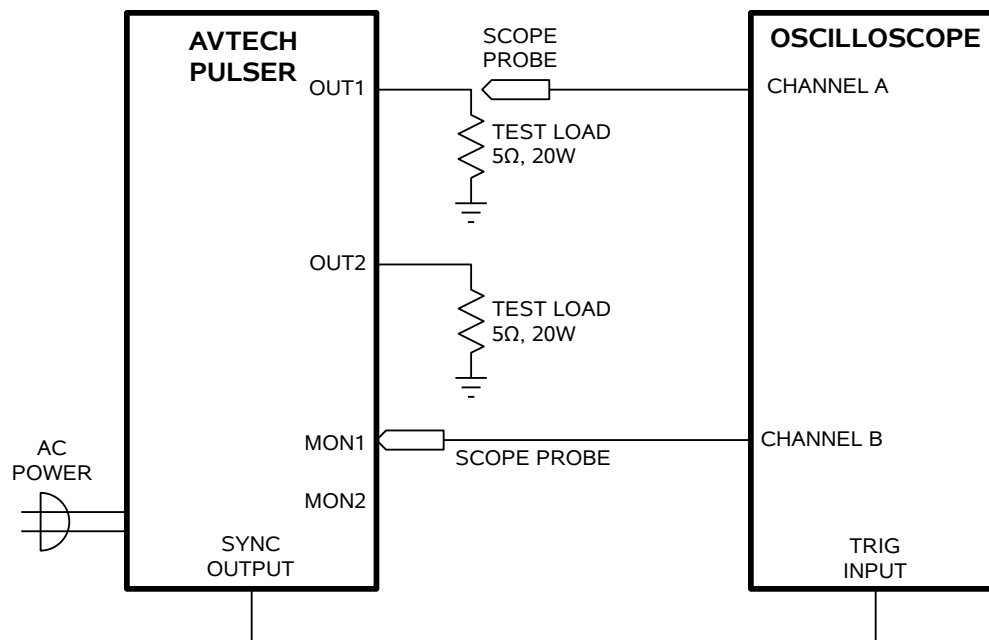 AVTECH
PULSER
OUT1
SCOPE
PROBE
OSCILLOSCOPE
CHANNEL A
TEST LOAD
5Ω, 20W
OUT2
TEST LOAD
5Ω, 20W
MON1
SCOPE PROBE
CHANNEL B
AC
POWER
MON2
SYNC
OUTPUT
TRIG
INPUT